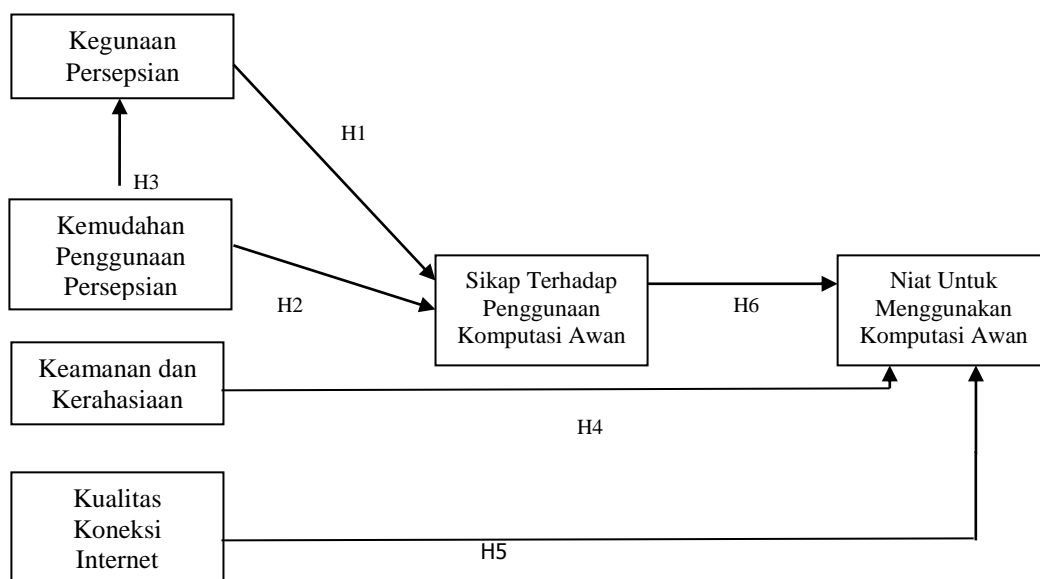 Kegunaan
Persepsian
H1
H3
Kemudahan
Penggunaan
Persepsian
H2
Sikap Terhadap
Penggunaan
Komputasi Awan
H6
Niat Untuk
Menggunakan
Komputasi Awan
Keamanan dan
Kerahasiaan
H4
Kualitas
Koneksi
Internet
H5